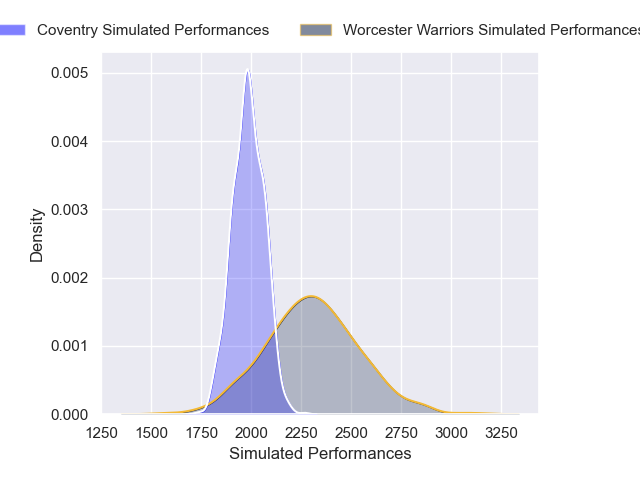 Coventry Simulated Performances Worcester Warriors Simulated Performances
0.005
0.004
0.003
0.002
0.001
0.000
Density
1250 1500 1750 2000 2250 2500 2750 3000 3250
Simulated Performances